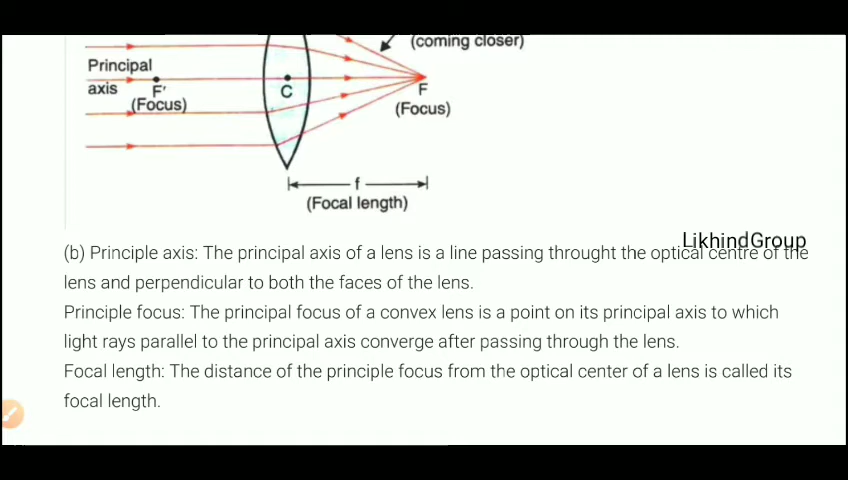 (coming closer)
Principal
axis
F'
(Focus)
C
F
(Focus)
f
(Focal length)
LikhindGroup
(b) Principle axis: The principal axis of a lens is a line passing throught the optical centre of the
lens and perpendicular to both the faces of the lens.
Principle focus: The principal focus of a convex lens is a point on its principal axis to which
light rays parallel to the principal axis converge after passing through the lens.
Focal length: The distance of the principle focus from the optical center of a lens is called its
focal length.